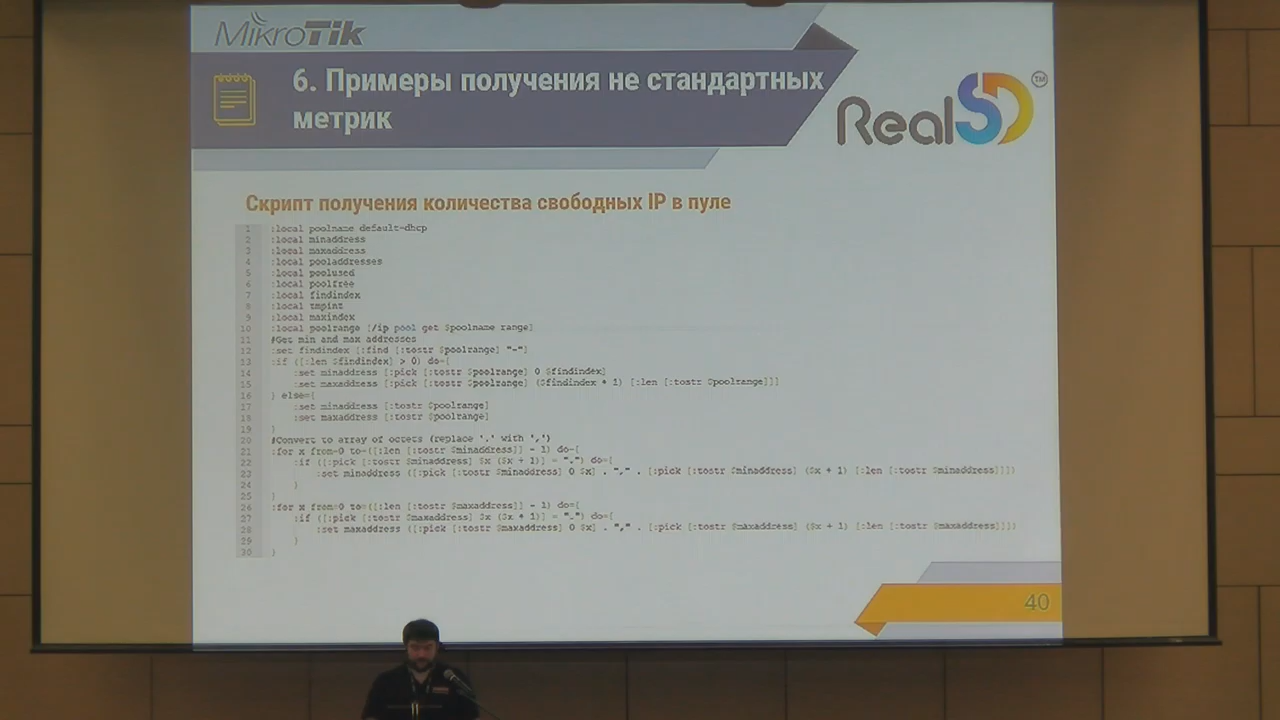 MikroTik
6. Примеры получения не стандартных
метрик
RealSD
TM
Скрипт получения количества свободных IP в пуле
1 :local poolname default-dhcp
2 :local minaddress
3 :local maxaddress
4 :local pooladdresses
5 :local poolused
6 :local poolfree
7 :local findindex
8 :local tmpint
9 :local maxindex
10 :local poolrange [/ip pool get $poolname range]
11 #Get min and max addresses
12 :set findindex [:find [:tostr $poolrange] "-"]
13 :if ([:len $findindex] > 0) do={
14 :set minaddress [:pick [:tostr $poolrange] 0 $findindex]
15 :set maxaddress [:pick [:tostr $poolrange] ($findindex + 1) [:len [:tostr $poolrange]]]
16 } else={
17 :set minaddress [:tostr $poolrange]
18 :set maxaddress [:tostr $poolrange]
19 }
20 #Convert to array of octets (replace '.' with ',')
21 :for x from=0 to=([:len [:tostr $minaddress]] - 1) do={
22 :if ([:pick [:tostr $minaddress] $x ($x + 1)] = ".") do={
23 :set minaddress ([:pick [:tostr $minaddress] 0 $x] . "," . [:pick [:tostr $minaddress] ($x + 1) [:len [:tostr $minaddress]]])
24 }
25 }
26 :for x from=0 to=([:len [:tostr $maxaddress]] - 1) do={
27 :if ([:pick [:tostr $maxaddress] $x ($x + 1)] = ".") do={
28 :set maxaddress ([:pick [:tostr $maxaddress] 0 $x] . "," . [:pick [:tostr $maxaddress] ($x + 1) [:len [:tostr $maxaddress]]])
29 }
30 }
40